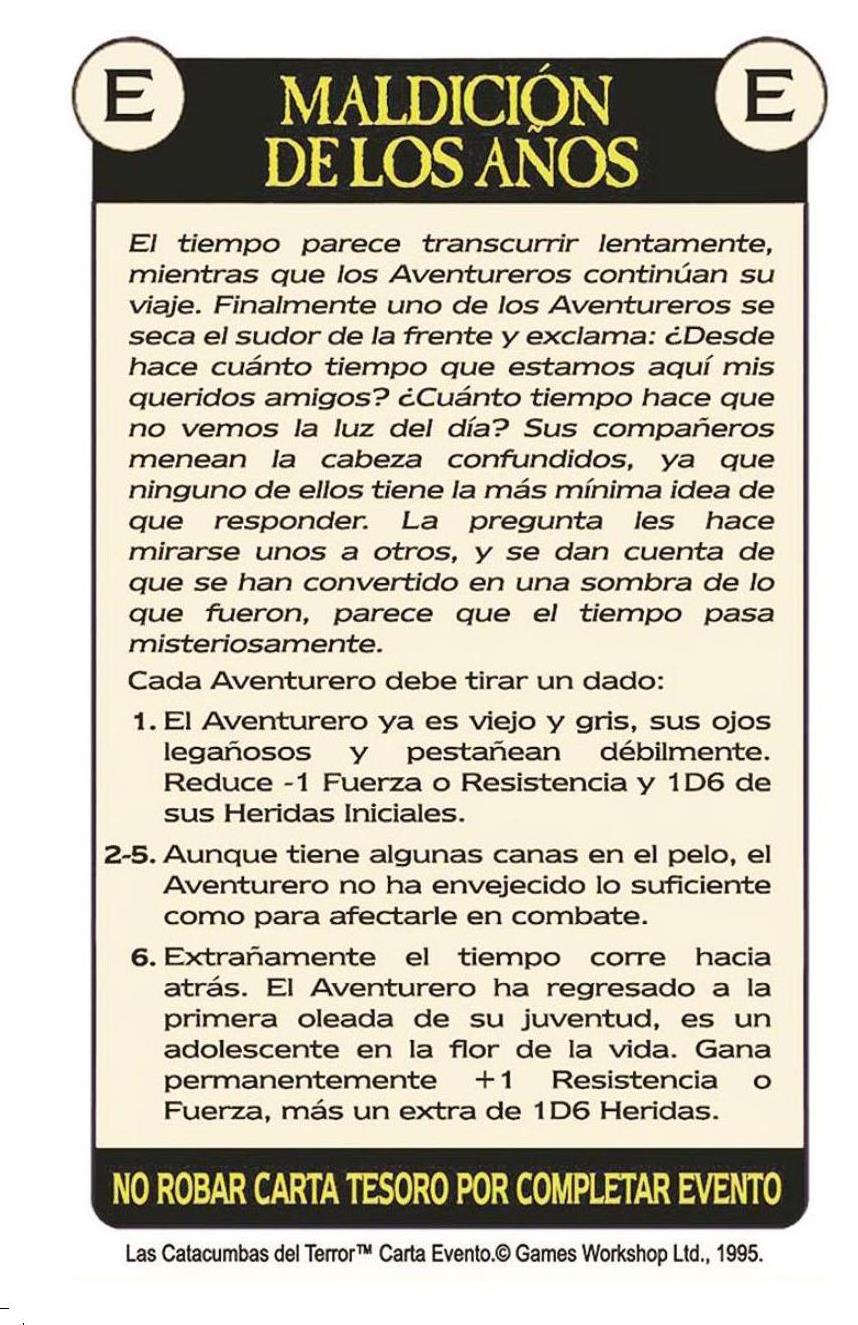 E
E
MALDICIÓN
DE LOS AÑOS
El tiempo parece transcurrir lentamente,
mientras que los Aventureros continúan su
viaje. Finalmente uno de los Aventureros se
seca el sudor de la frente y exclama: ¿Desde
hace cuánto tiempo que estamos aquí mis
queridos amigos? ¿Cuánto tiempo hace que
no vemos la luz del día? Sus compañeros
menean la cabeza confundidos, ya que
ninguno de ellos tiene la más mínima idea de
que responder. La pregunta les hace
mirarse unos a otros, y se dan cuenta de
que se han convertido en una sombra de lo
que fueron, parece que el tiempo pasa
misteriosamente.
Cada Aventurero debe tirar un dado:
1. El Aventurero ya es viejo y gris, sus ojos
legañosos y pestañean débilmente.
Reduce -1 Fuerza o Resistencia y 1D6 de
sus Heridas Iniciales.
2-5. Aunque tiene algunas canas en el pelo, el
Aventurero no ha envejecido lo suficiente
como para afectarle en combate.
6. Extrañamente el tiempo corre hacia
atrás. El Aventurero ha regresado a la
primera oleada de su juventud, es un
adolescente en la flor de la vida. Gana
permanentemente +1 Resistencia o
Fuerza, más un extra de 1D6 Heridas.
NO ROBAR CARTA TESORO POR COMPLETAR EVENTO
Las Catacumbas del Terror™ Carta Evento.© Games Workshop Ltd., 1995.